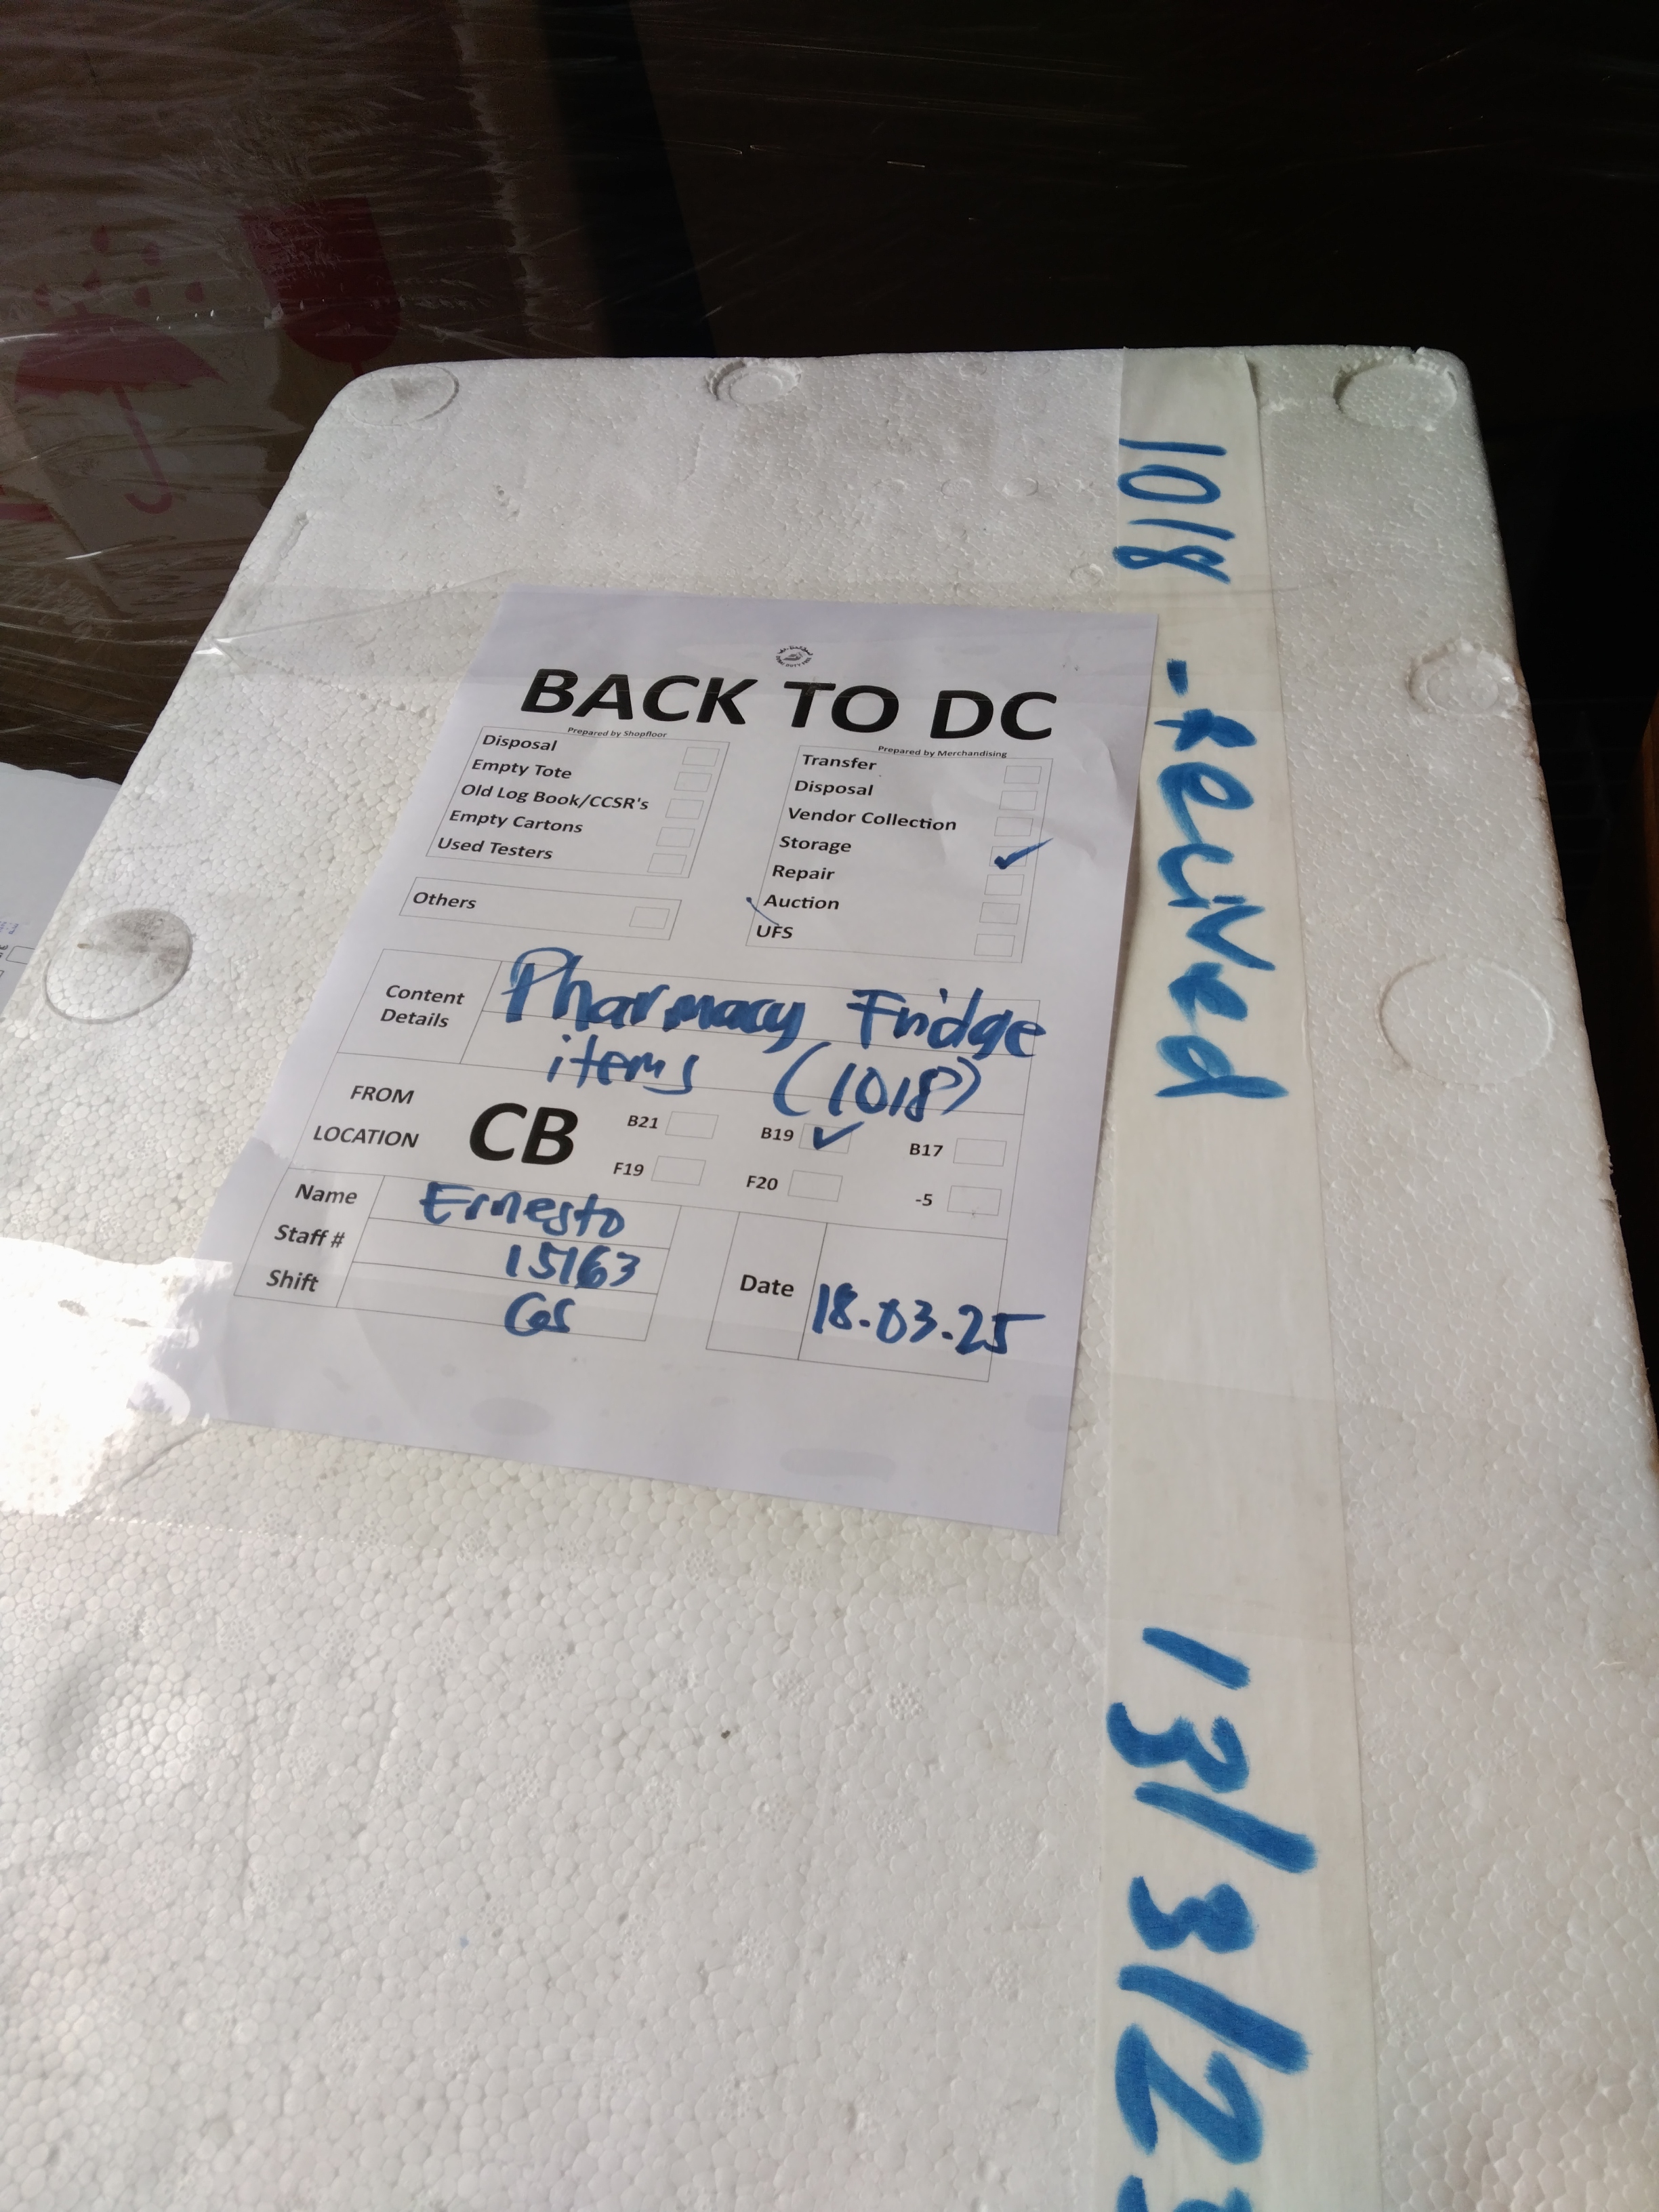 BACK TO DC
Prepared by Shopfloor
Disposal
Empty Tote
Old Log Book/CCSR's
Empty Cartons
Used Testers
Others
Prepared by Merchandising
Transfer
Disposal
Vendor Collection
Storage
Repair
Auction
UFS
Content Details
Pharmacy Fridge
items (1018)
FROM LOCATION
CB
B21 B19 B17
F19 F20 -5
Name Ernesto
Staff # 15163
Shift
Date 18.03.25
1018 - Received
13/3/25